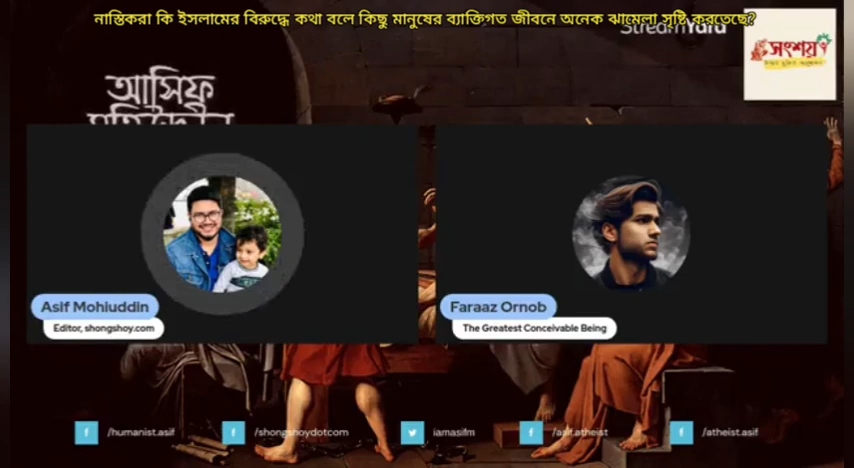 নাস্তিকরা কি ইসলামের বিরুদ্ধে কথা বলে কিছু মানুষের ব্যাক্তিগত জীবনে অনেক ঝামেলা সৃষ্টি করতেছে?
StreamYard
সংশয়
আসিফ
Asif Mohiuddin
Editor, shongshoy.com
Faraaz Ornob
The Greatest Conceivable Being
/humanist.asif
/shongshoydotcom
iamasifm
/asif.atheist
/atheist.asif